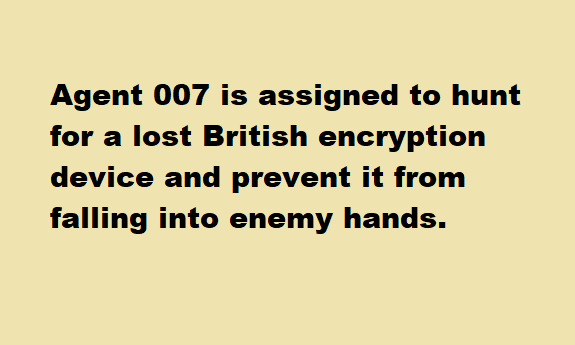 Agent 007 is assigned to hunt
for a lost British encryption
device and prevent it from
falling into enemy hands.